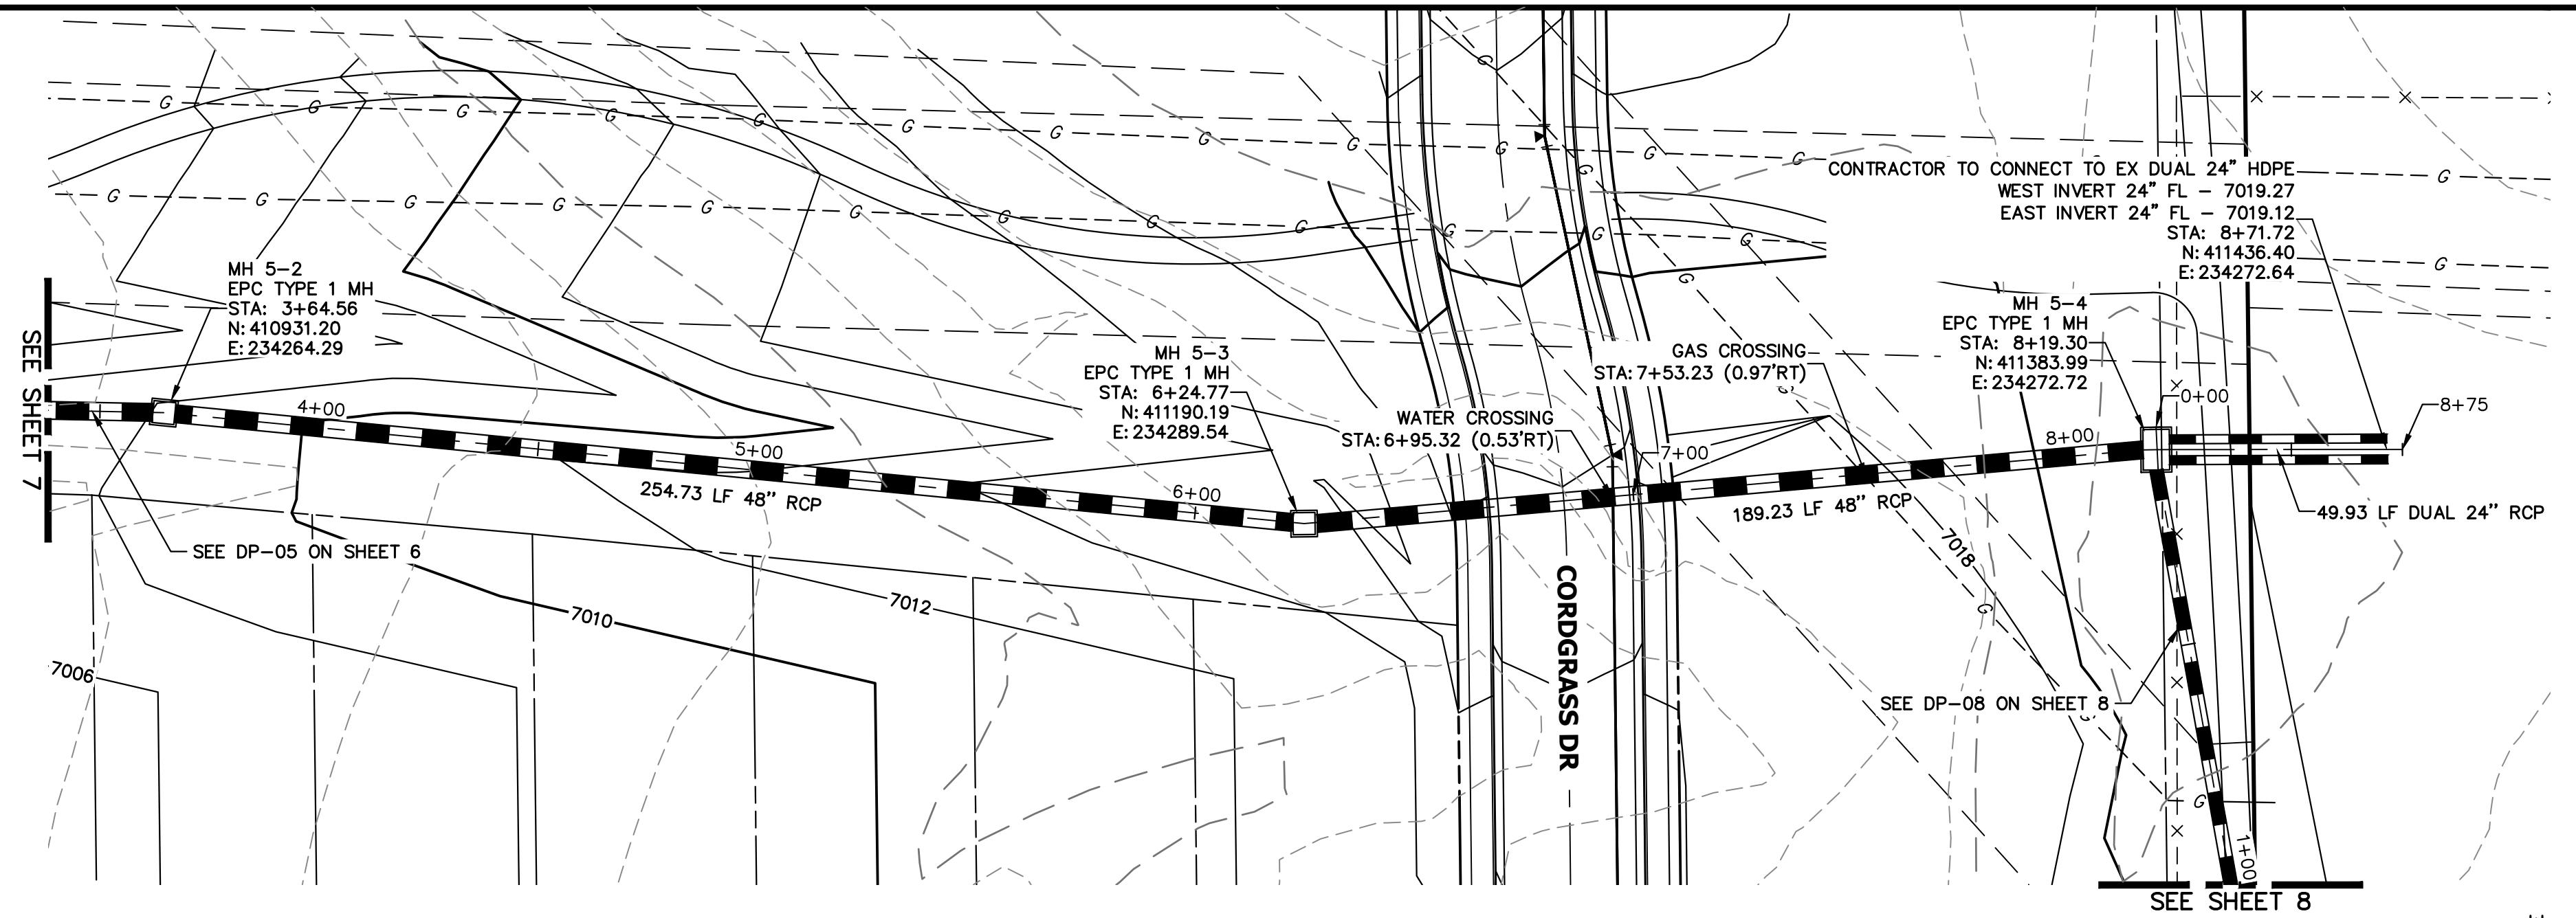 CONTRACTOR TO CONNECT TO EX DUAL 24" HDPE
WEST INVERT 24" FL - 7019.27
EAST INVERT 24" FL - 7019.12
STA: 8+71.72
N: 411436.40
E: 234272.64
MH 5-2
EPC TYPE 1 MH
STA: 3+64.56
N: 410931.20
E: 234264.29
MH 5-3
EPC TYPE 1 MH
STA: 6+24.77
N: 411190.19
E: 234289.54
WATER CROSSING
STA: 6+95.32 (0.53'RT)
GAS CROSSING
STA: 7+53.23 (0.97'RT)
MH 5-4
EPC TYPE 1 MH
STA: 8+19.30
N: 411383.99
E: 234272.72
SEE SHEET 7
4+00
5+00
6+00
7+00
8+00
0+00
8+75
254.73 LF 48" RCP
189.23 LF 48" RCP
49.93 LF DUAL 24" RCP
SEE DP-05 ON SHEET 6
7006
7010
7012
7018
CORDGRASS DR
SEE DP-08 ON SHEET 8
1+00
SEE SHEET 8
G G G G G G G G G G G G
G G G G G G G G G G G G